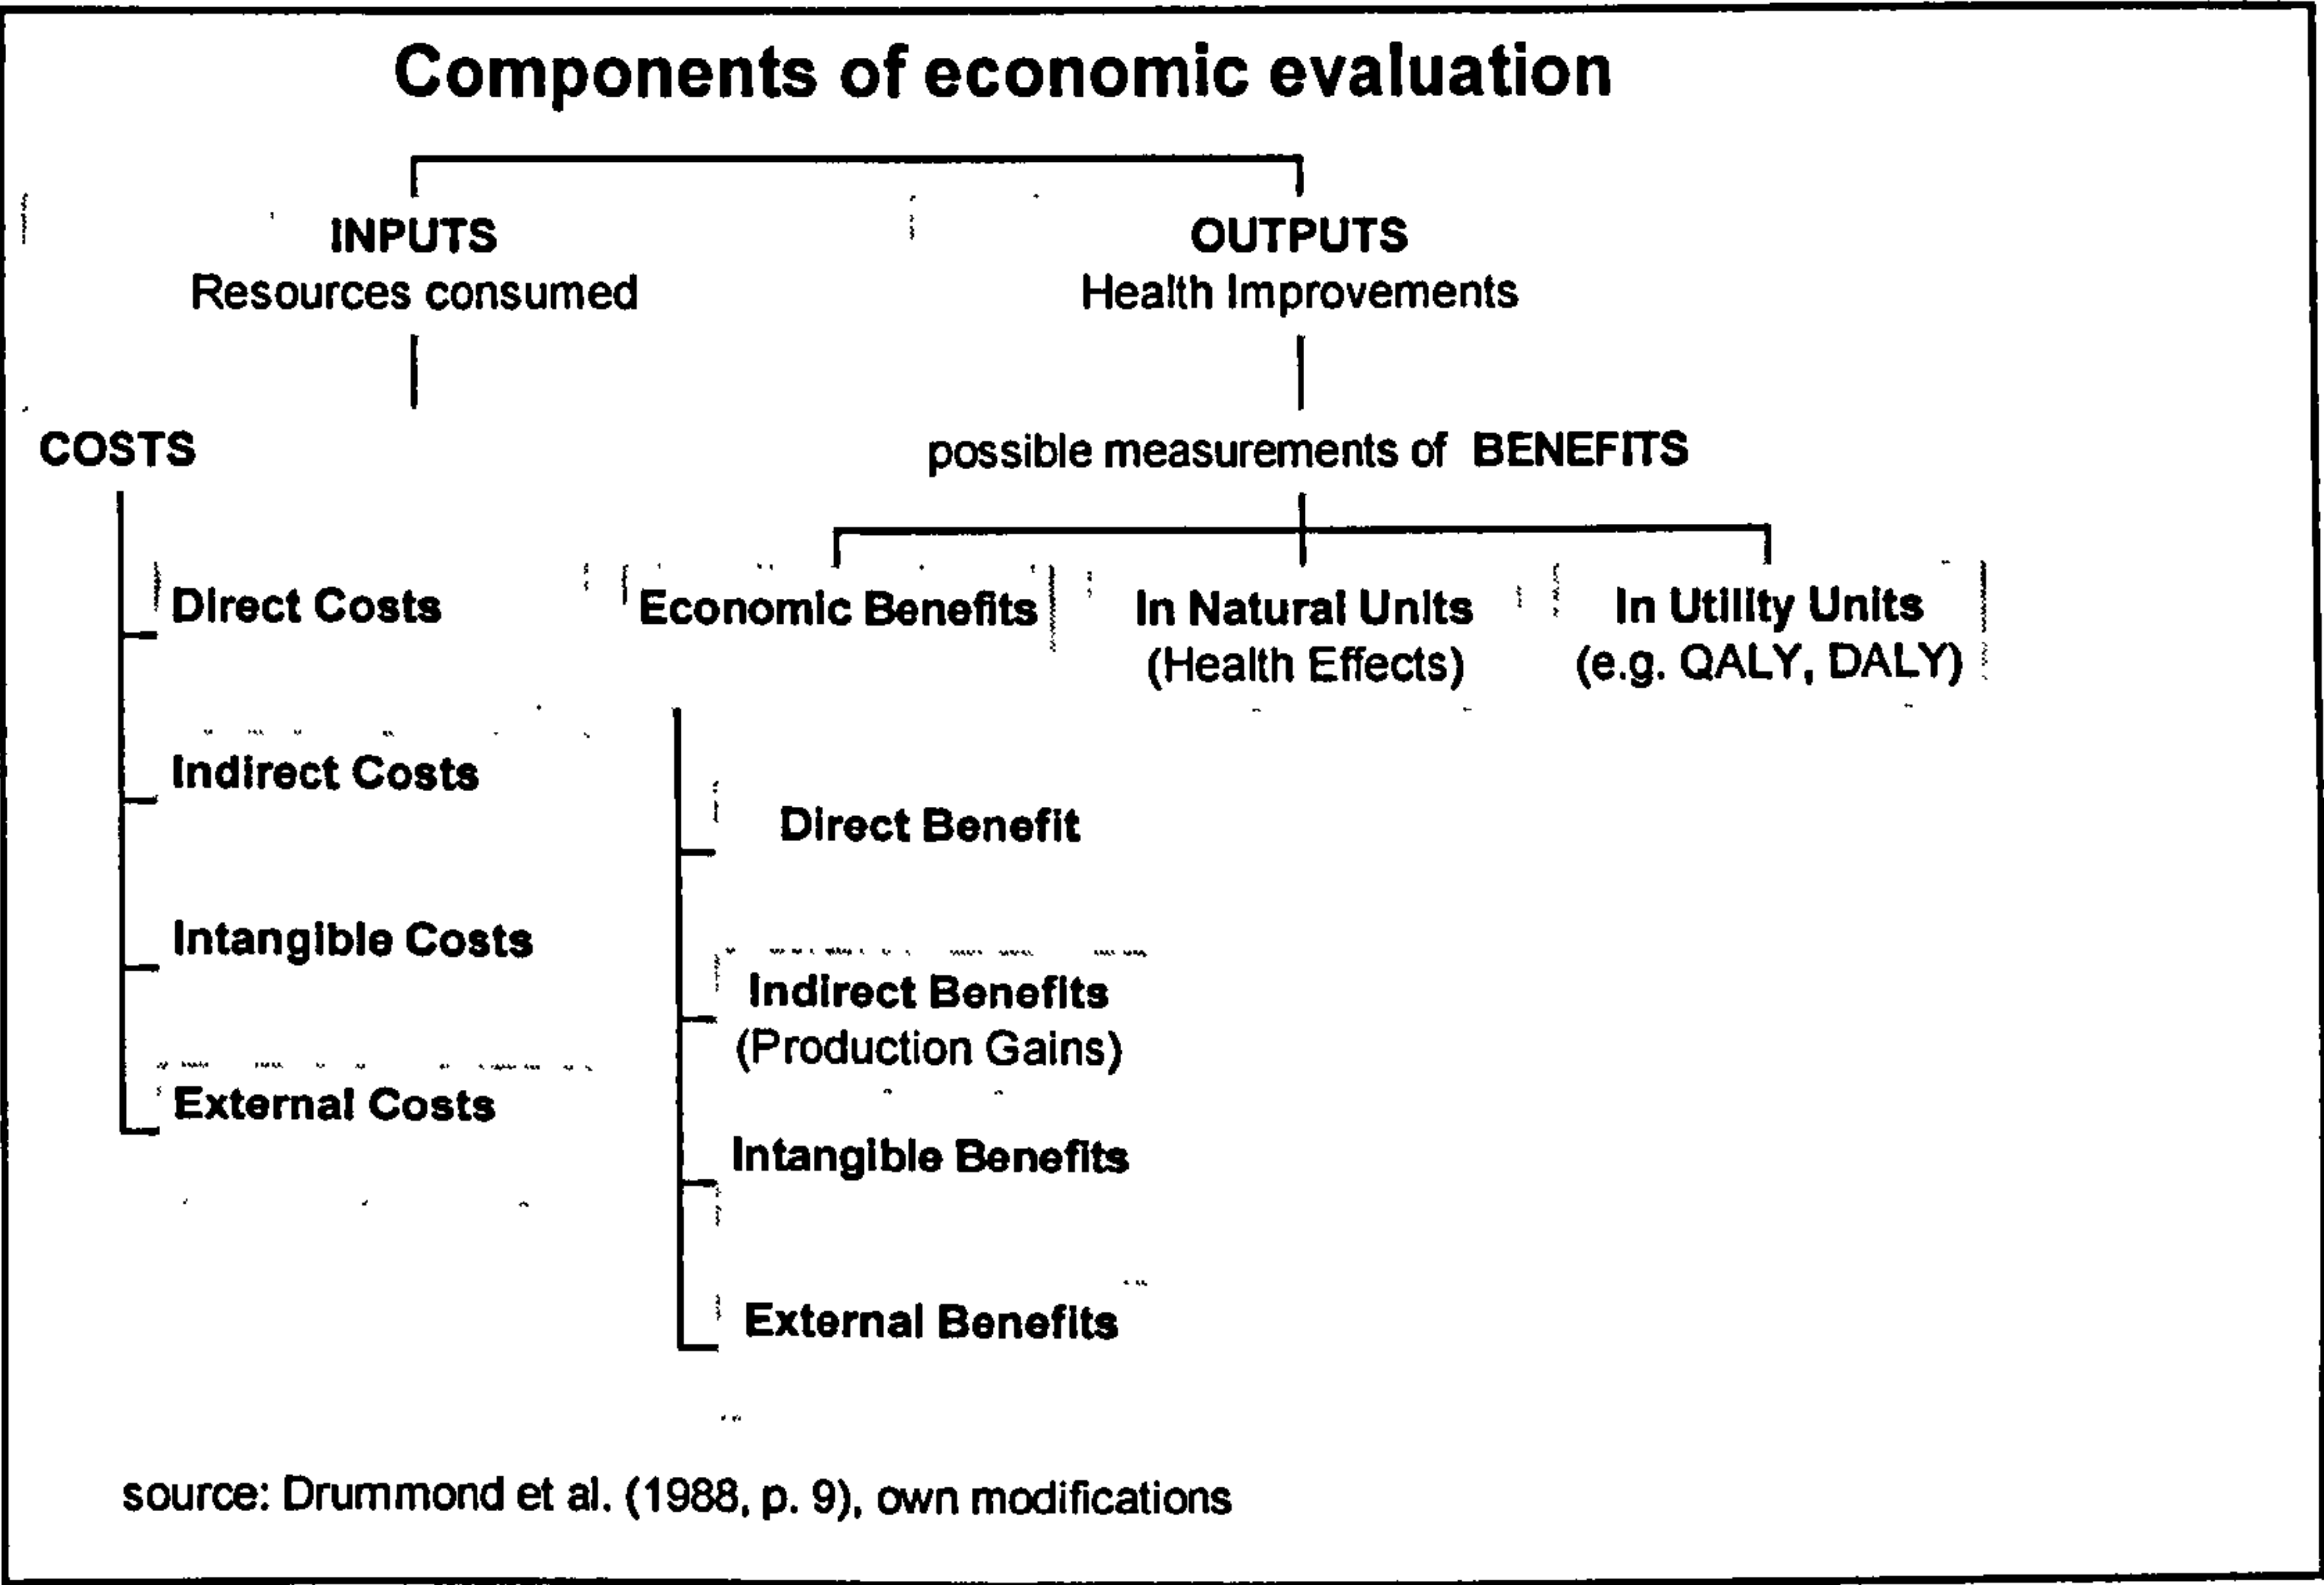 Components of economic evaluation
INPUTS
Resources consumed
OUTPUTS
Health Improvements
COSTS
possible measurements of BENEFITS
Direct Costs
Indirect Costs
Intangible Costs
External Costs
Economic Benefits
In Natural Units
(Health Effects)
In Utility Units
(e.g. QALY, DALY)
Direct Benefit
Indirect Benefits
(Production Gains)
Intangible Benefits
External Benefits
source: Drummond et al. (1988, p. 9), own modifications